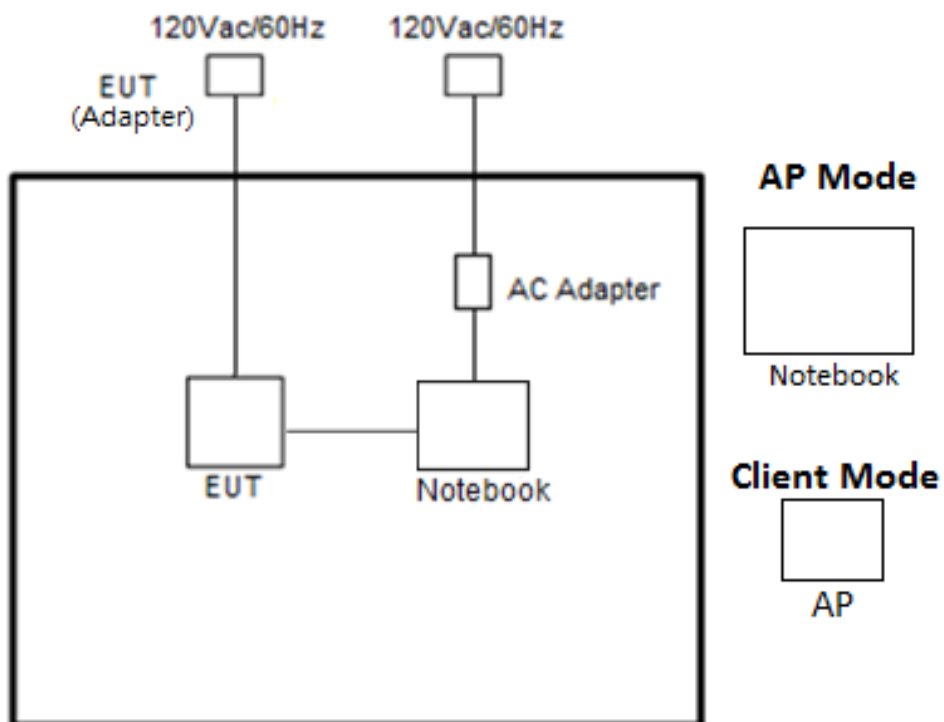 120Vac/60Hz
120Vac/60Hz
EUT
(Adapter)
AP Mode
AC Adapter
Notebook
EUT
Notebook
Client Mode
AP